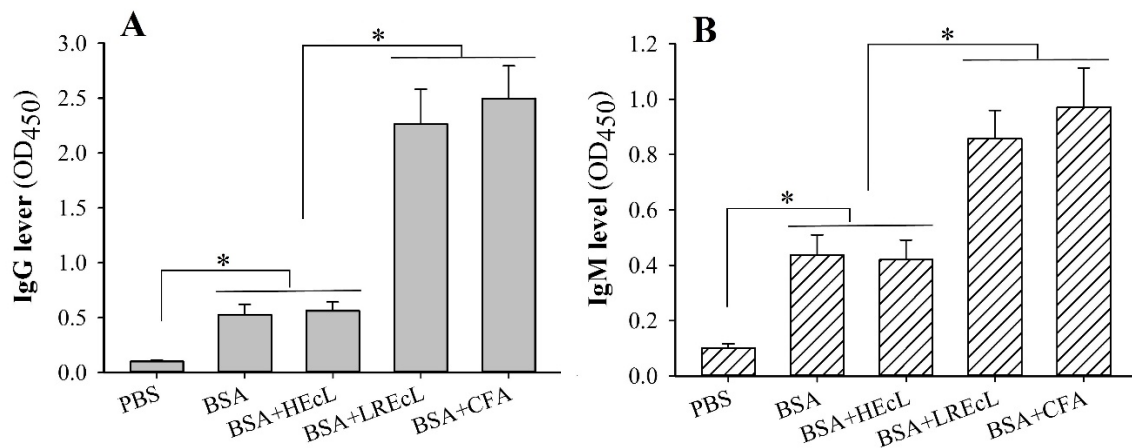 A
IgG lever (OD450)
3.0
2.5
2.0
1.5
1.0
0.5
0.0
*
*
PBS
BSA
BSA+HEcL
BSA+LREcL
BSA+CFA
B
IgM level (OD450)
1.2
1.0
0.8
0.6
0.4
0.2
0.0
*
*
PBS
BSA
BSA+HEcL
BSA+LREcL
BSA+CFA